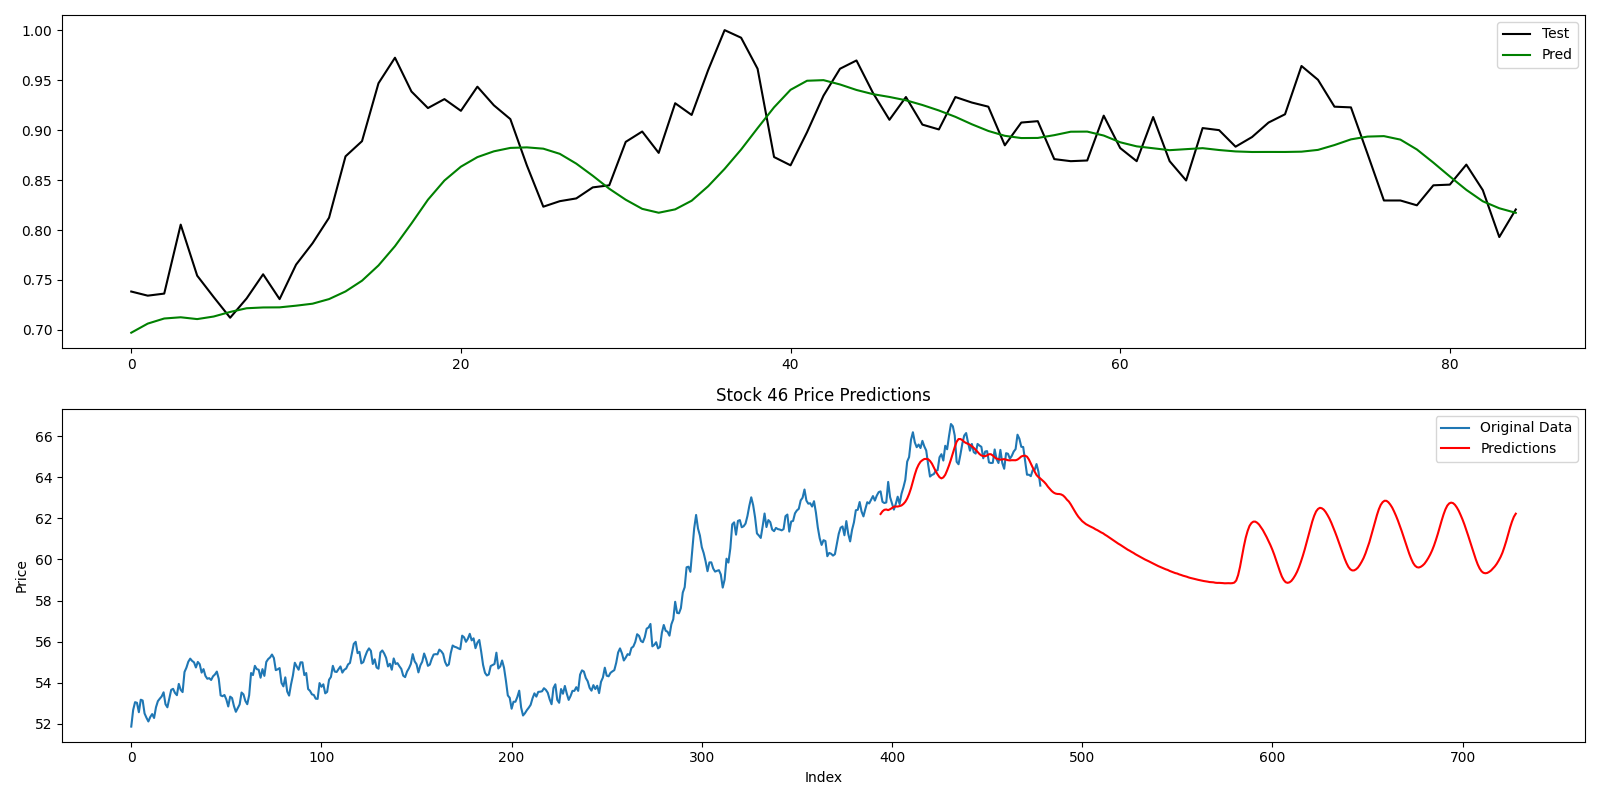 1.00
0.95
0.90
0.85
0.80
0.75
0.70
Test
Pred
0 20 40 60 80
Stock 46 Price Predictions
66
64
62
60
58
56
54
52
Price
Original Data
Predictions
0 100 200 300 400 500 600 700
Index